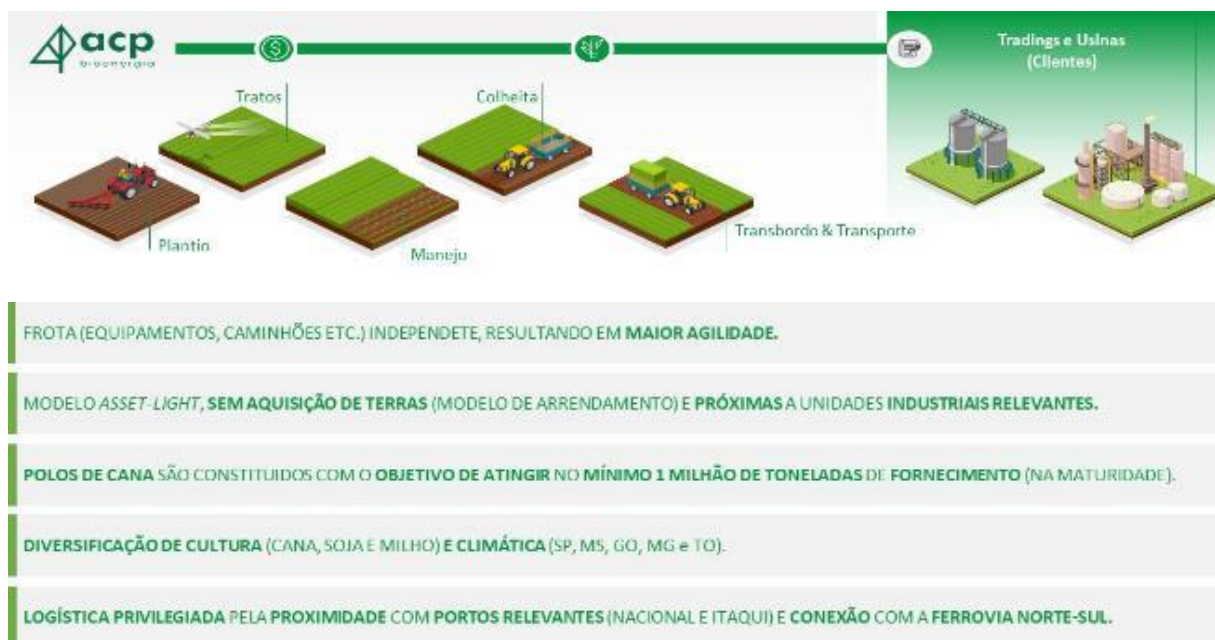 acp
bioenergia
Tradings e Usinas
(Clientes)
Tratos
Colheita
Plantio
Maneju
Transbordo & Transporte
FROTA (EQUIPAMENTOS, CAMINHÕES ETC.) INDEPENDETE, RESULTANDO EM MAIOR AGILIDADE.
MODELO ASSET-LIGHT, SEM AQUISIÇÃO DE TERRAS (MODELO DE ARRENDAMENTO) E PRÓXIMAS A UNIDADES INDUSTRIAIS RELEVANTES.
POLOS DE CANA SÃO CONSTITUIDOS COM O OBJETIVO DE ATINGIR NO MÍNIMO 1 MILHÃO DE TONELADAS DE FORNECIMENTO (NA MATURIDADE).
DIVERSIFICAÇÃO DE CULTURA (CANA, SOJA E MILHO) E CLIMÁTICA (SP, MS, GO, MG e TO).
LOGÍSTICA PRIVILEGIADA PELA PROXIMIDADE COM PORTOS RELEVANTES (NACIONAL E ITAQUI) E CONEXÃO COM A FERROVIA NORTE-SUL.